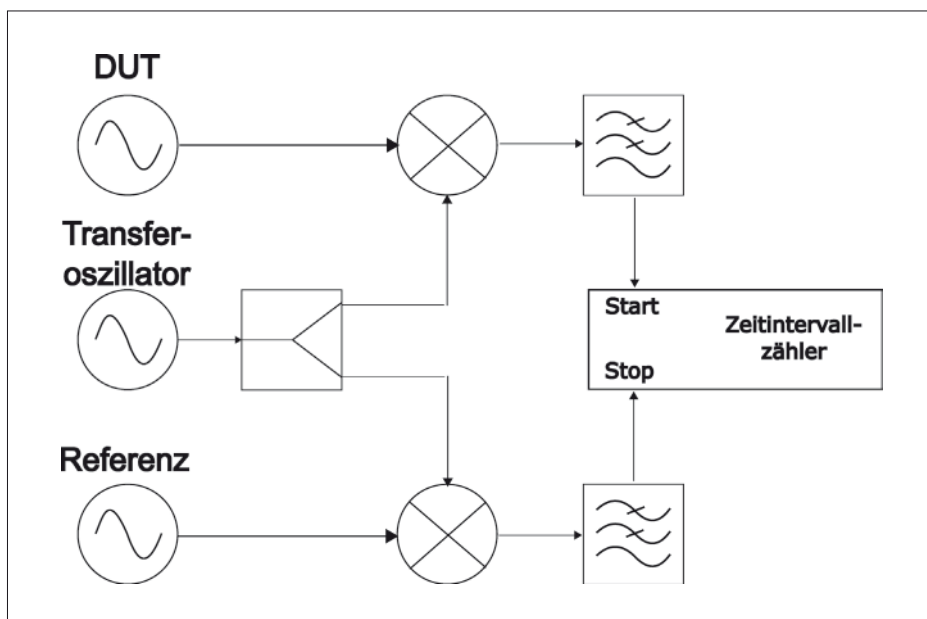 DUT
Transfer-
oszillator
Start
Zeitintervall-
zähler
Stop
Referenz